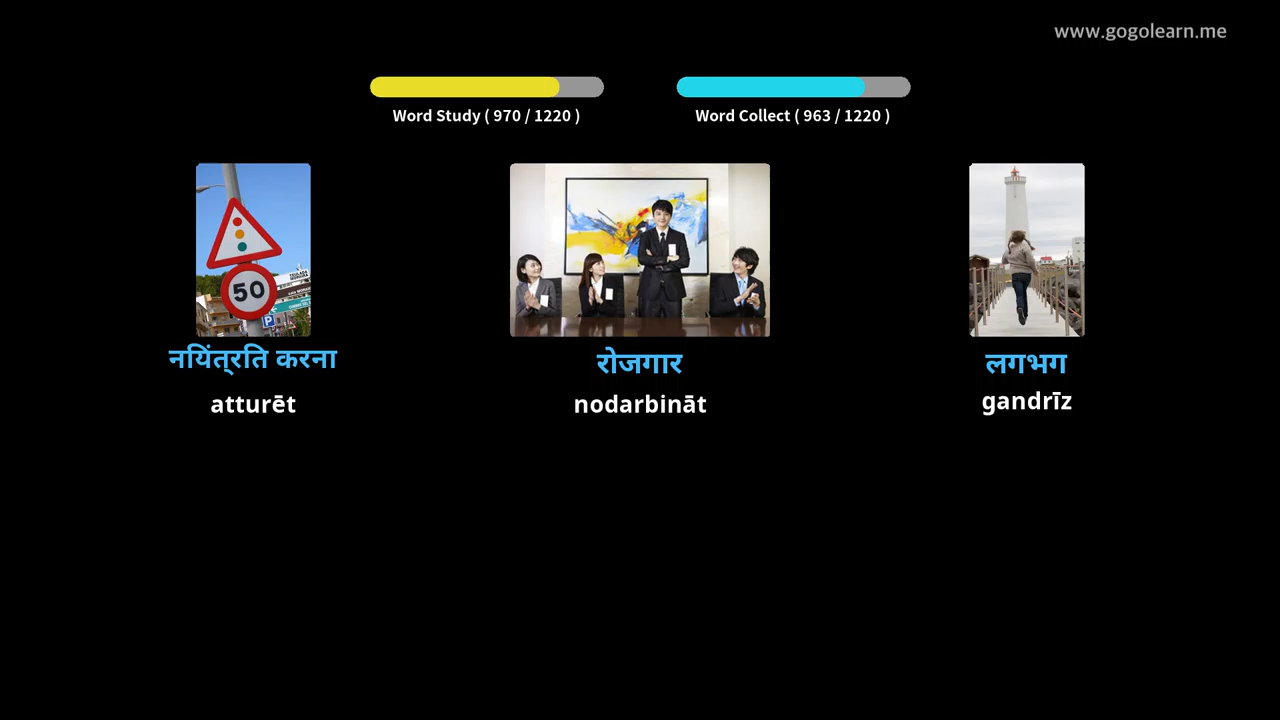 www.gogolearn.me
Word Study ( 970 / 1220 )
Word Collect ( 963 / 1220 )
50
P
नयिंत्रति करना
रोजगार
लगभग
atturēt
nodarbināt
gandrīz